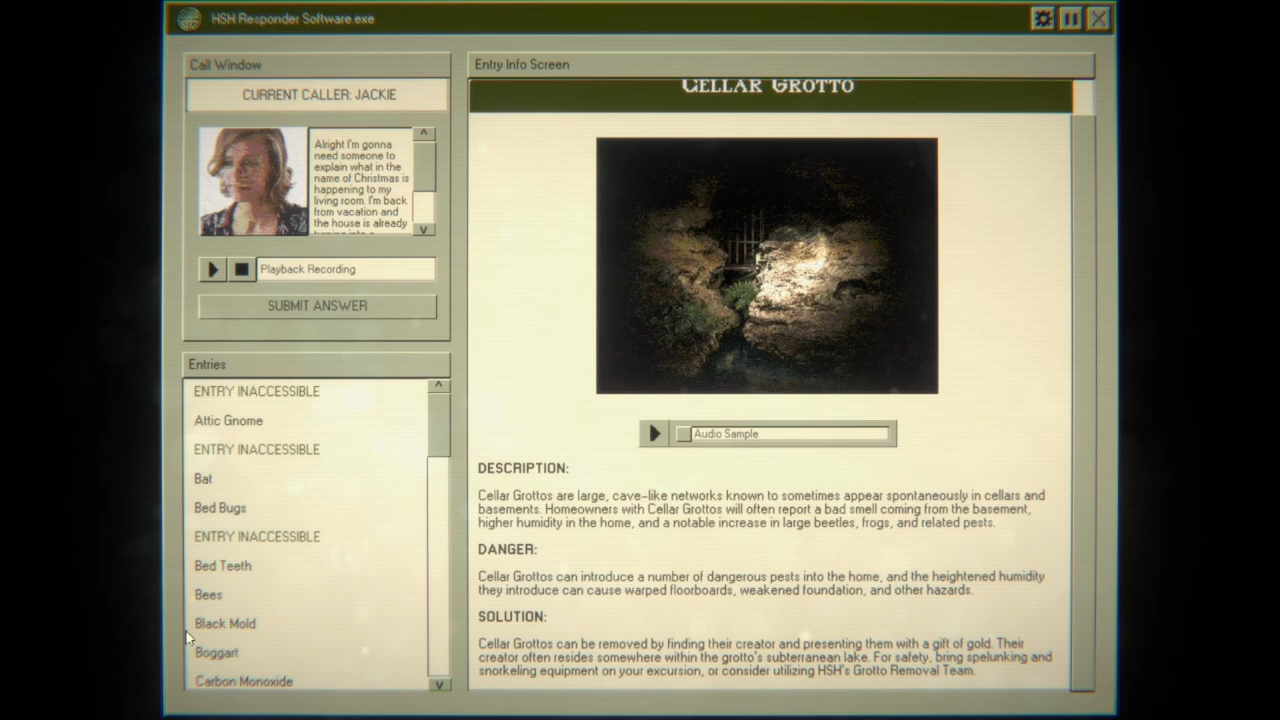 HSH Responder Software.exe
Call Window
CURRENT CALLER: JACKIE
Alright I'm gonna
need someone to
explain what in the
name of Christmas is
happening to my
living room. I'm back
from vacation and
the house is already
Playback Recording
SUBMIT ANSWER
Entries
ENTRY INACCESSIBLE
Attic Gnome
ENTRY INACCESSIBLE
Bat
Bed Bugs
ENTRY INACCESSIBLE
Bed Teeth
Bees
Black Mold
Boggart
Carbon Monoxide
Entry Info Screen
CELLAR GROTTO
Audio Sample
DESCRIPTION:
Cellar Grottos are large, cave-like networks known to sometimes appear spontaneously in cellars and
basements. Homeowners with Cellar Grottos will often report a bad smell coming from the basement,
higher humidity in the home, and a notable increase in large beetles, frogs, and related pests.
DANGER:
Cellar Grottos can introduce a number of dangerous pests into the home, and the heightened humidity
they introduce can cause warped floorboards, weakened foundation, and other hazards.
SOLUTION:
Cellar Grottos can be removed by finding their creator and presenting them with a gift of gold. Their
creator often resides somewhere within the grotto's subterranean lake. For safety, bring spelunking and
snorkeling equipment on your excursion, or consider utilizing HSH's Grotto Removal Team.